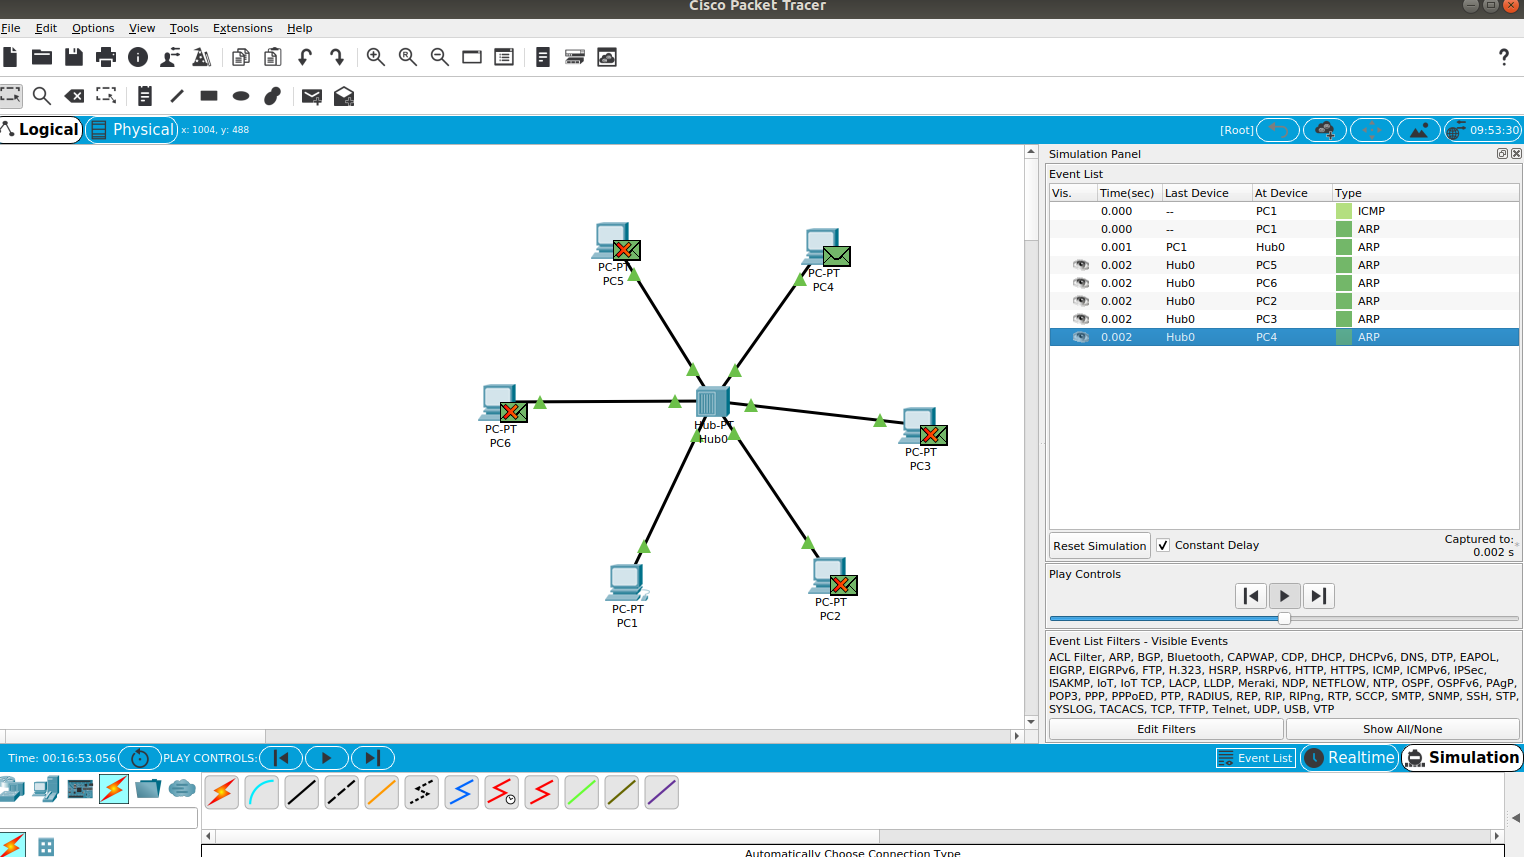 Cisco Packet Tracer
File Edit Options View Tools Extensions Help
R
?
Logical Physical x: 1004, y: 488 [Root] 09:53:30
Simulation Panel
Event List
Vis. Time(sec) Last Device At Device Type
0.000 -- PC1 ICMP
0.000 -- PC1 ARP
0.001 PC1 Hub0 ARP
0.002 Hub0 PC5 ARP
0.002 Hub0 PC6 ARP
0.002 Hub0 PC2 ARP
0.002 Hub0 PC3 ARP
0.002 Hub0 PC4 ARP
PC-PT
PC5
PC-PT
PC4
PC-PT
PC6
Hub-PT
Hub0
PC-PT
PC3
PC-PT
PC1
PC-PT
PC2
Reset Simulation Constant Delay Captured to:
0.002 s
Play Controls
Event List Filters - Visible Events
ACL Filter, ARP, BGP, Bluetooth, CAPWAP, CDP, DHCP, DHCPv6, DNS, DTP, EAPOL,
EIGRP, EIGRPv6, FTP, H.323, HSRP, HSRPv6, HTTP, HTTPS, ICMP, ICMPv6, IPSec,
ISAKMP, IoT, IoT TCP, LACP, LLDP, Meraki, NDP, NETFLOW, NTP, OSPF, OSPFv6, PAgP,
POP3, PPP, PPPoED, PTP, RADIUS, REP, RIP, RIPng, RTP, SCCP, SMTP, SNMP, SSH, STP,
SYSLOG, TACACS, TCP, TFTP, Telnet, UDP, USB, VTP
Edit Filters Show All/None
Time: 00:16:53.056 PLAY CONTROLS: Event List Realtime Simulation
Automatically Choose Connection Type